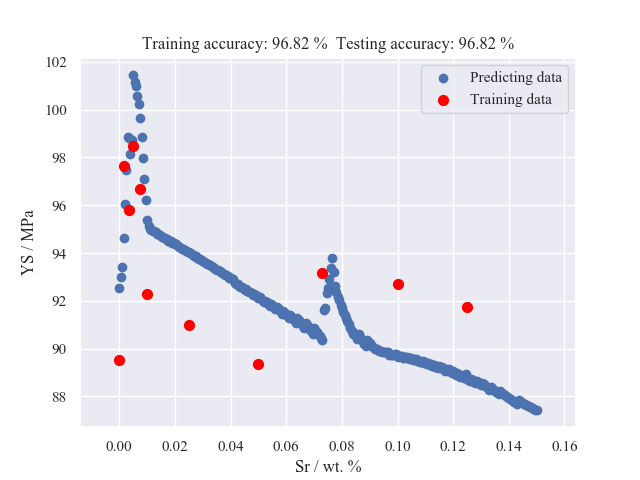 Training accuracy: 96.82 %  Testing accuracy: 96.82 %
102
100
98
96
94
92
90
88
YS / MPa
Predicting data
Training data
0.00 0.02 0.04 0.06 0.08 0.10 0.12 0.14 0.16
Sr / wt. %